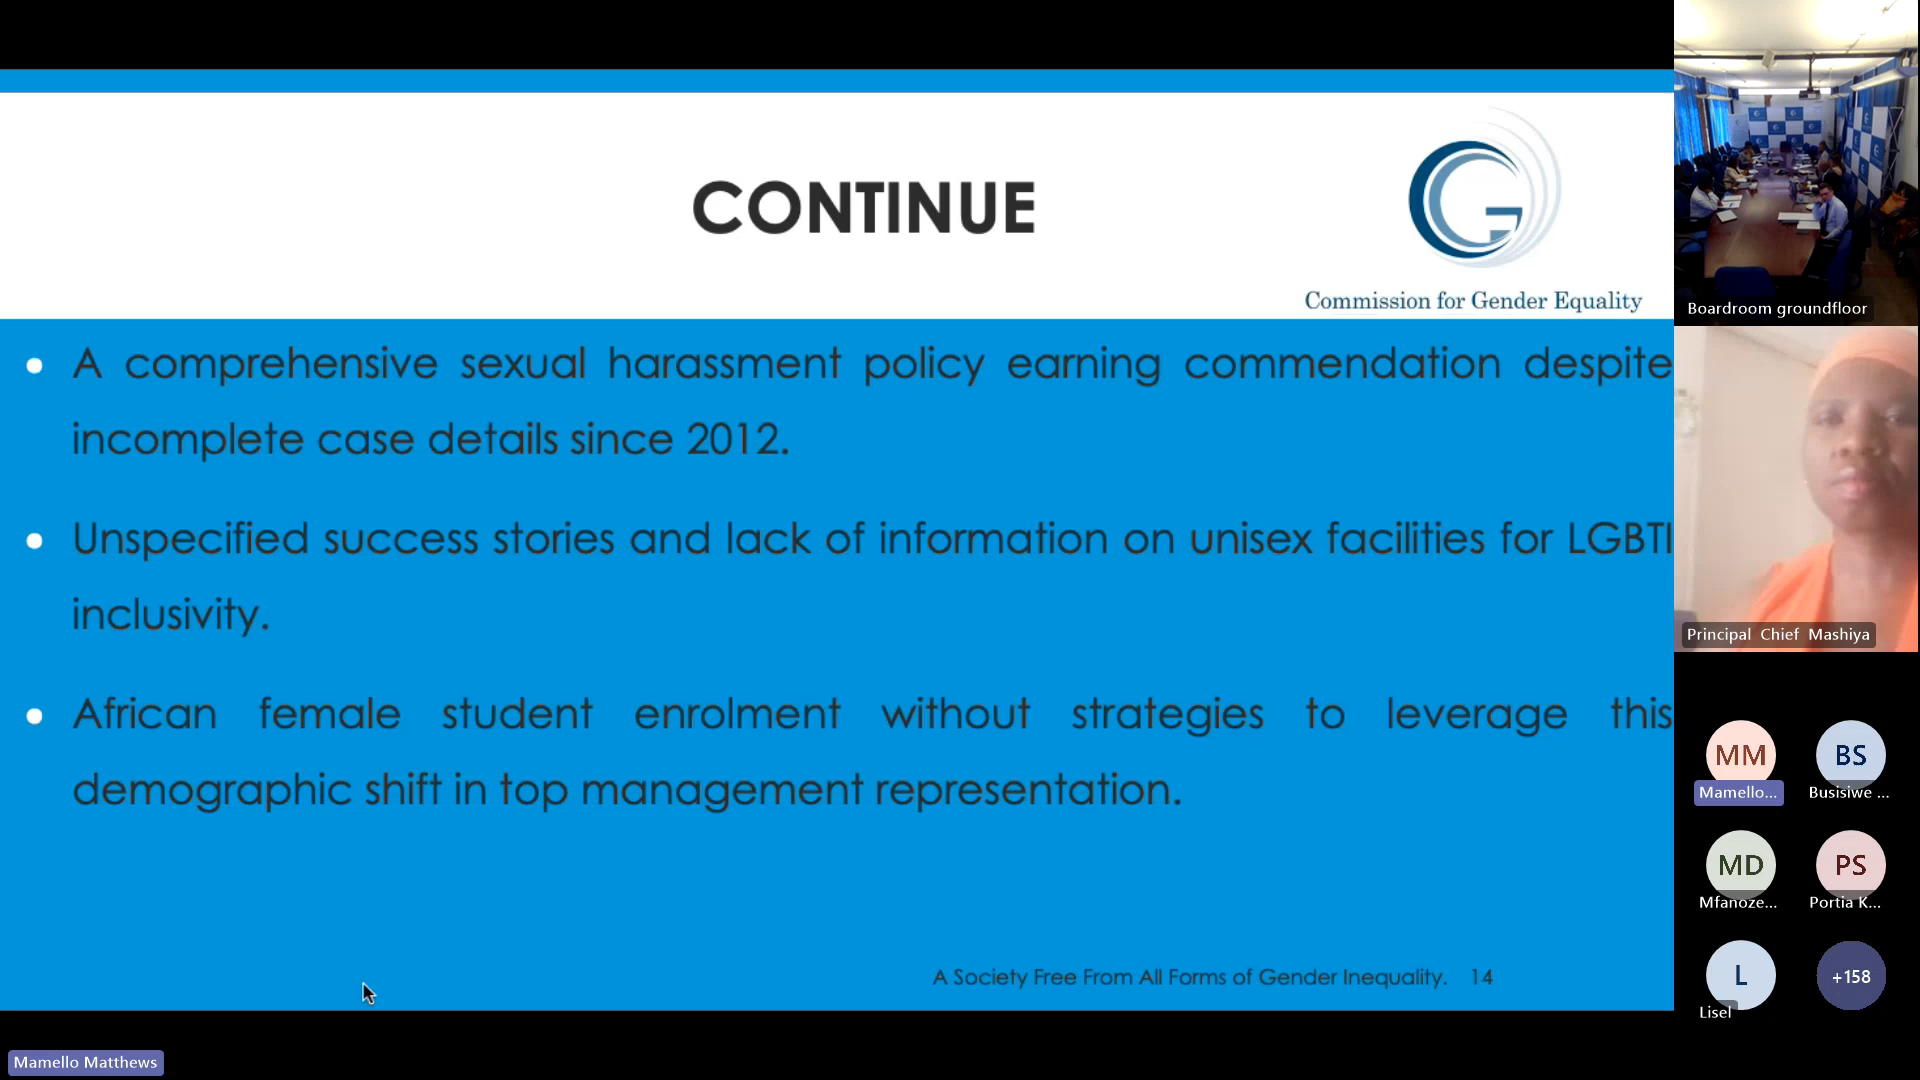 CONTINUE
Commission for Gender Equality
A comprehensive sexual harassment policy earning commendation despite
incomplete case details since 2012.
Unspecified success stories and lack of information on unisex facilities for LGBTI
inclusivity.
African female student enrolment without strategies to leverage this
demographic shift in top management representation.
A Society Free From All Forms of Gender Inequality. 14
Boardroom groundfloor
Principal Chief Mashiya
MM
Mamello...
BS
Busisiwe ...
MD
Mfanoze...
PS
Portia K...
L
Lisel
+158
Mamello Matthews